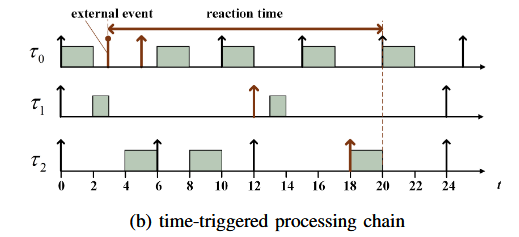 external event
reaction time
τ0
τ1
τ2
0 2 4 6 8 10 12 14 16 18 20 22 24 t
(b) time-triggered processing chain